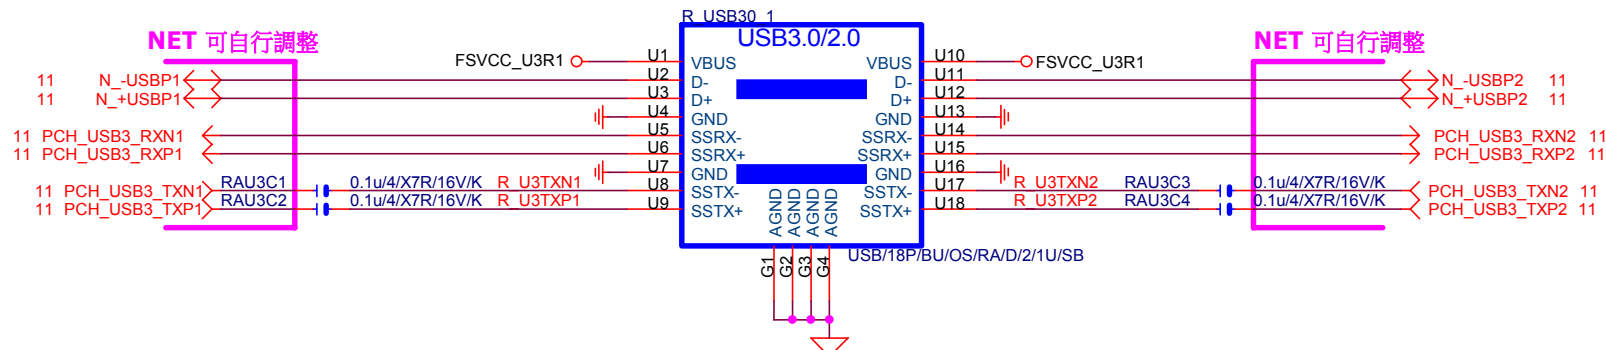 R_USB30_1
USB3.0/2.0
NET 可自行調整
NET 可自行調整
FSVCC_U3R1 U1 VBUS VBUS U10 FSVCC_U3R1
11 N_-USBP1 U2 D- D- U11 N_-USBP2 11
11 N_+USBP1 U3 D+ D+ U12 N_+USBP2 11
U4 GND GND U13
11 PCH_USB3_RXN1 U5 SSRX- SSRX- U14 PCH_USB3_RXN2 11
11 PCH_USB3_RXP1 U6 SSRX+ SSRX+ U15 PCH_USB3_RXP2 11
U7 GND GND U16
11 PCH_USB3_TXN1 RAU3C1 0.1u/4/X7R/16V/K R_U3TXN1 U8 SSTX- SSTX- U17 R_U3TXN2 RAU3C3 0.1u/4/X7R/16V/K PCH_USB3_TXN2 11
11 PCH_USB3_TXP1 RAU3C2 0.1u/4/X7R/16V/K R_U3TXP1 U9 SSTX+ SSTX+ U18 R_U3TXP2 RAU3C4 0.1u/4/X7R/16V/K PCH_USB3_TXP2 11
AGND AGND AGND AGND
USB/18P/BU/OS/RA/D/2/1U/SB
G1 G2 G3 G4